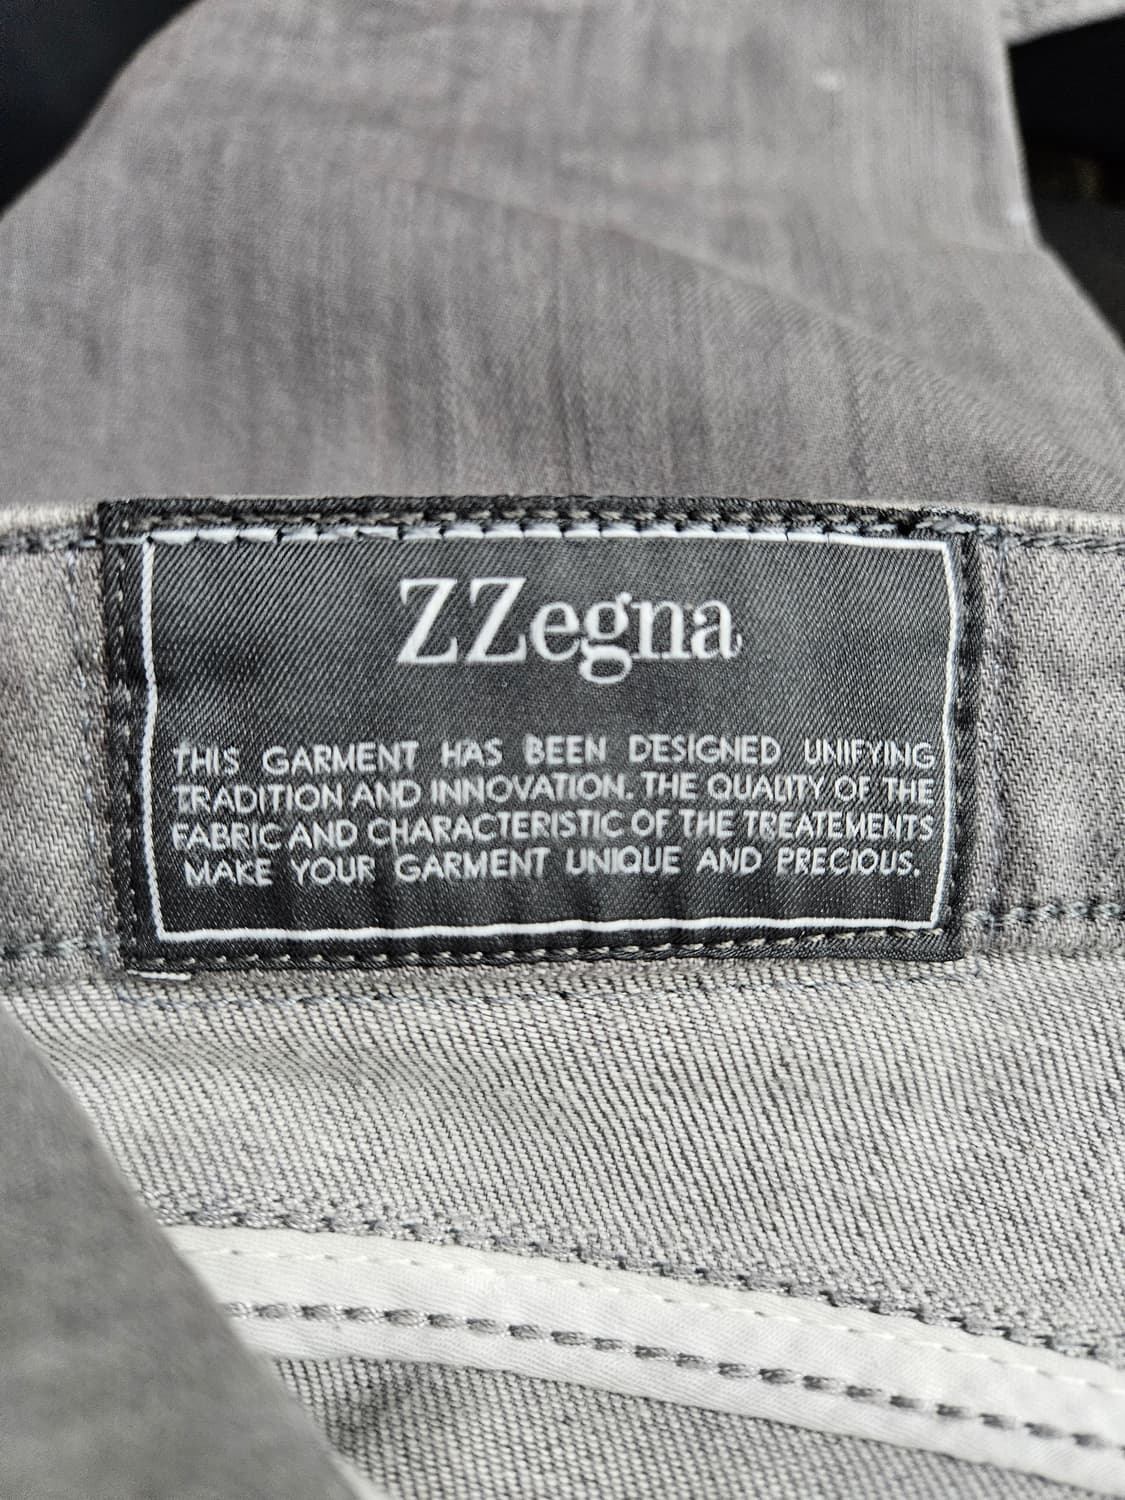 ZZegna
THIS GARMENT HAS BEEN DESIGNED UNIFYING
TRADITION AND INNOVATION. THE QUALITY OF THE
FABRIC AND CHARACTERISTIC OF THE TREATEMENTS
MAKE YOUR GARMENT UNIQUE AND PRECIOUS.